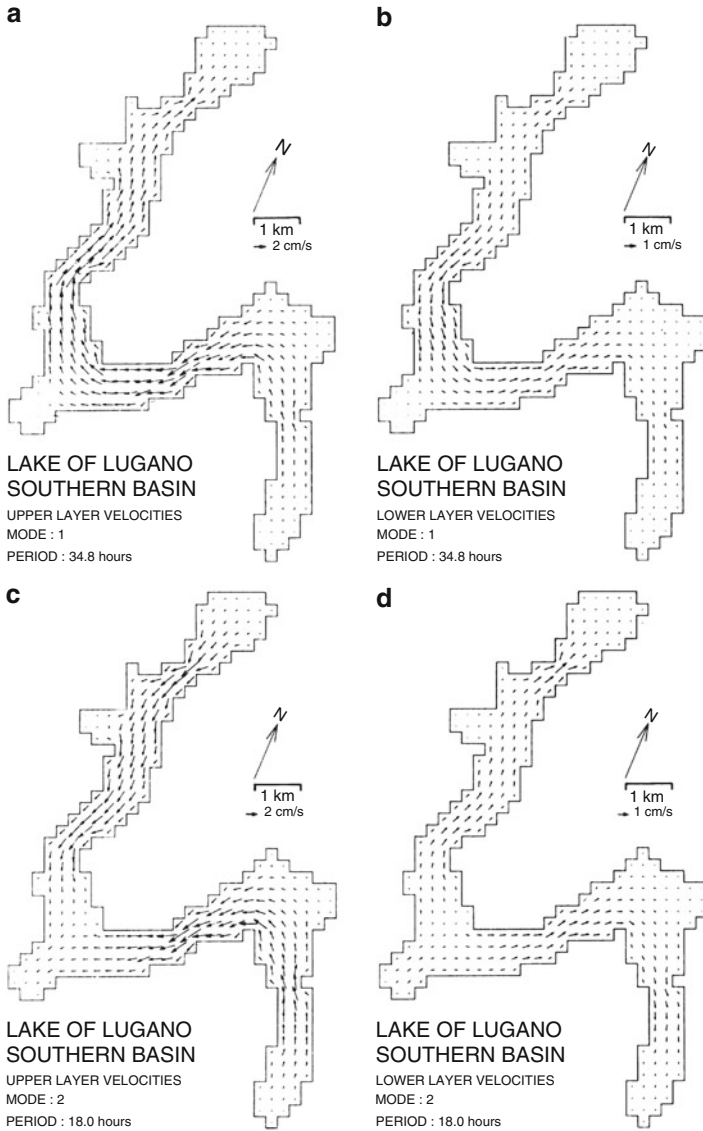 a
N
1 km
2 cm/s
LAKE OF LUGANO
SOUTHERN BASIN
UPPER LAYER VELOCITIES
MODE : 1
PERIOD : 34.8 hours
b
N
1 km
1 cm/s
LAKE OF LUGANO
SOUTHERN BASIN
LOWER LAYER VELOCITIES
MODE : 1
PERIOD : 34.8 hours
c
N
1 km
2 cm/s
LAKE OF LUGANO
SOUTHERN BASIN
UPPER LAYER VELOCITIES
MODE : 2
PERIOD : 18.0 hours
d
N
1 km
1 cm/s
LAKE OF LUGANO
SOUTHERN BASIN
LOWER LAYER VELOCITIES
MODE : 2
PERIOD : 18.0 hours